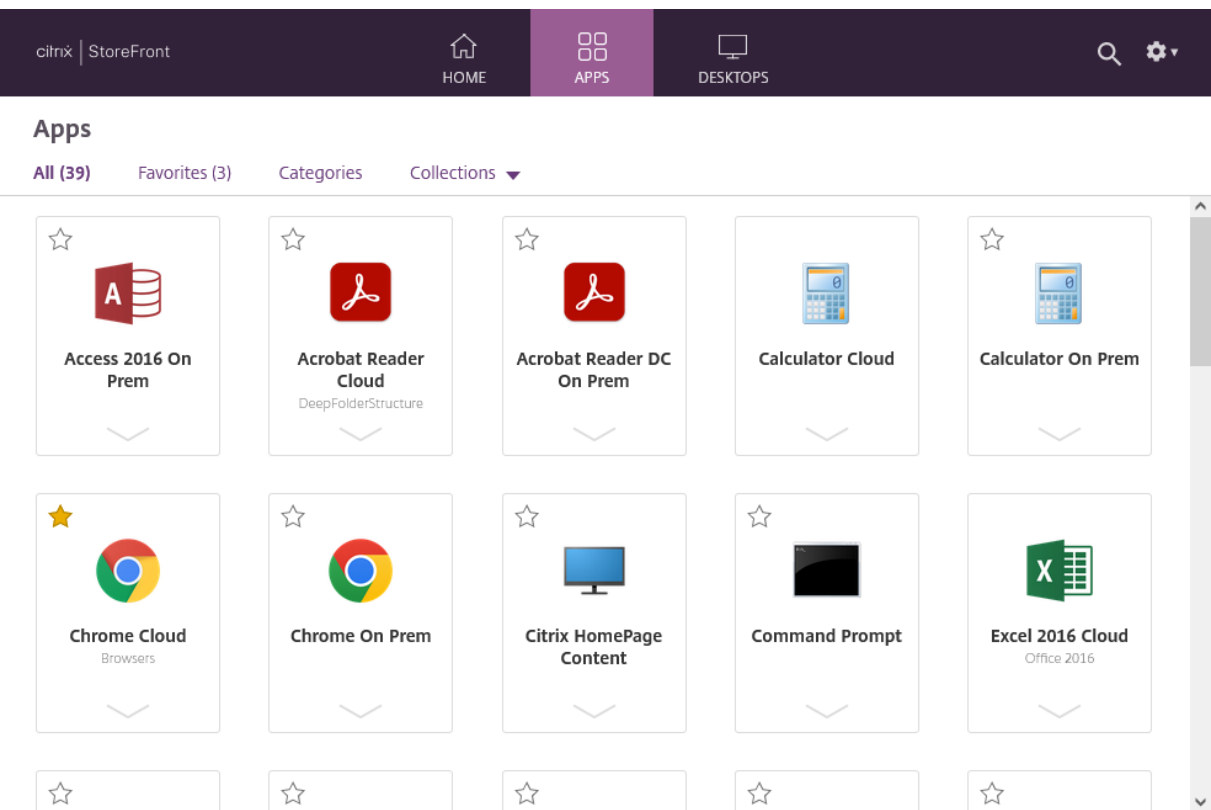 citrix | StoreFront
HOME
APPS
DESKTOPS
Apps
All (39)
Favorites (3)
Categories
Collections
A
0
0
Access 2016 On
Prem
Acrobat Reader
Cloud
DeepFolderStructure
Acrobat Reader DC
On Prem
Calculator Cloud
Calculator On Prem
X
Chrome Cloud
Browsers
Chrome On Prem
Citrix HomePage
Content
Command Prompt
Excel 2016 Cloud
Office 2016